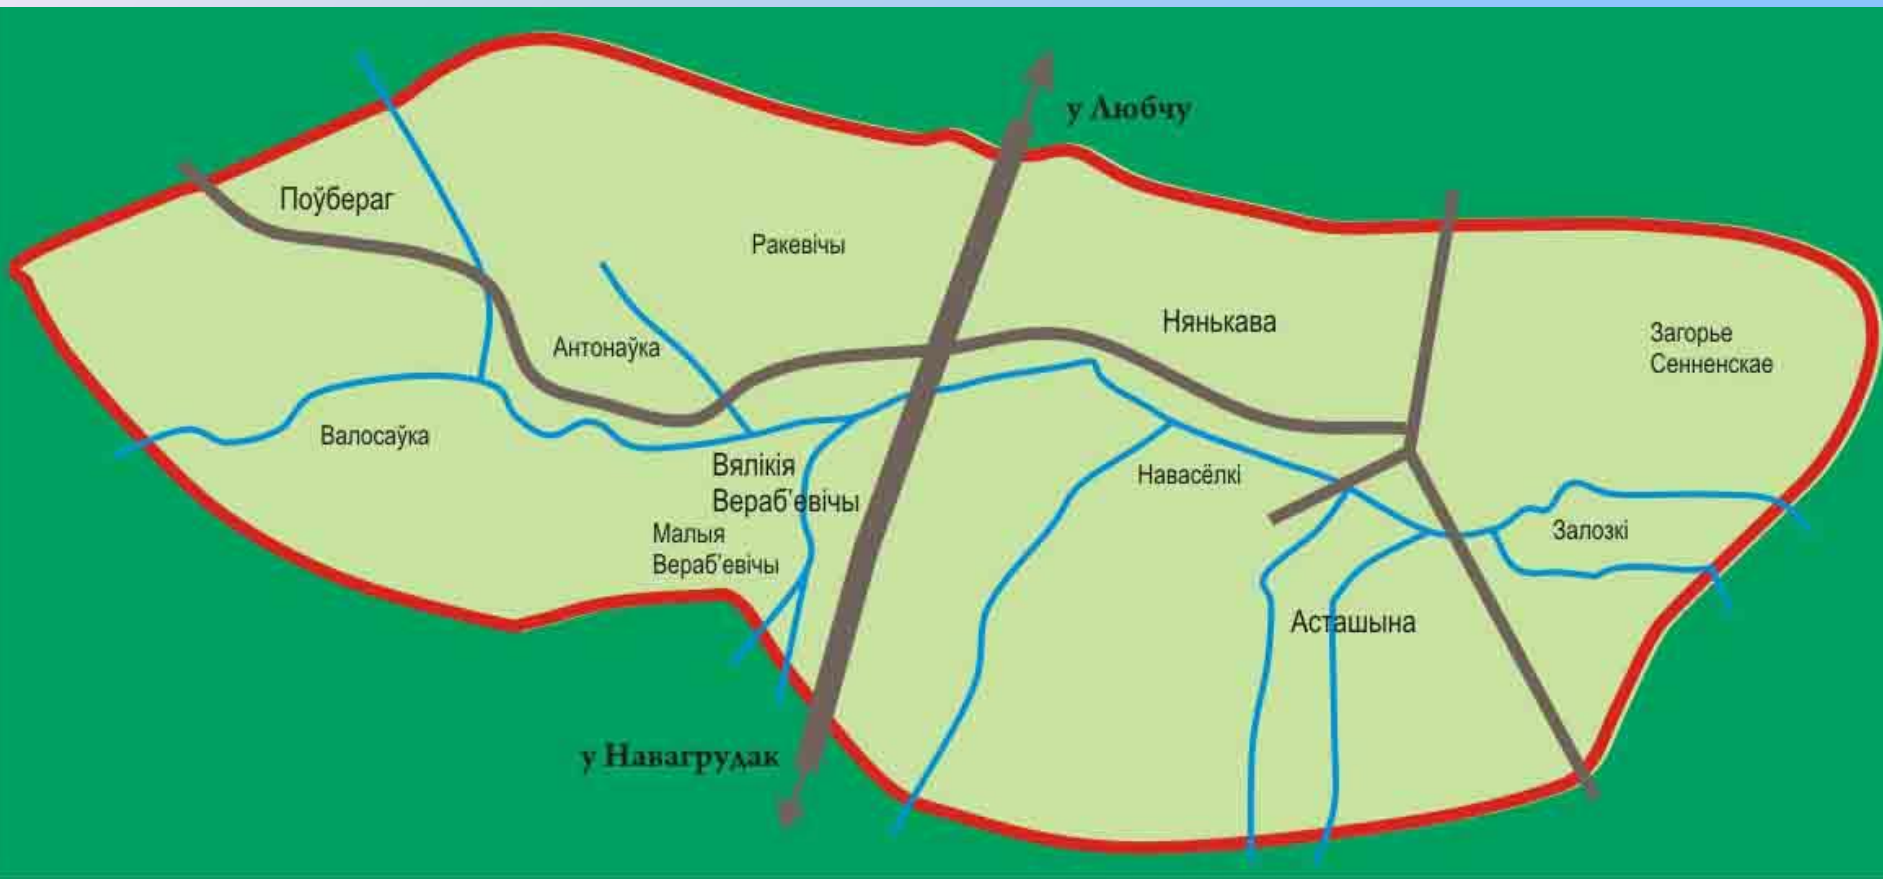 у Любчу
Поўбераг
Ракевічы
Нянькава
Загорье
Сенненскае
Антонаўка
Валосаўка
Вялікія
Вераб'евічы
Навасёлкі
Малыя
Вераб'евічы
Залозкі
Асташына
у Навагрудак